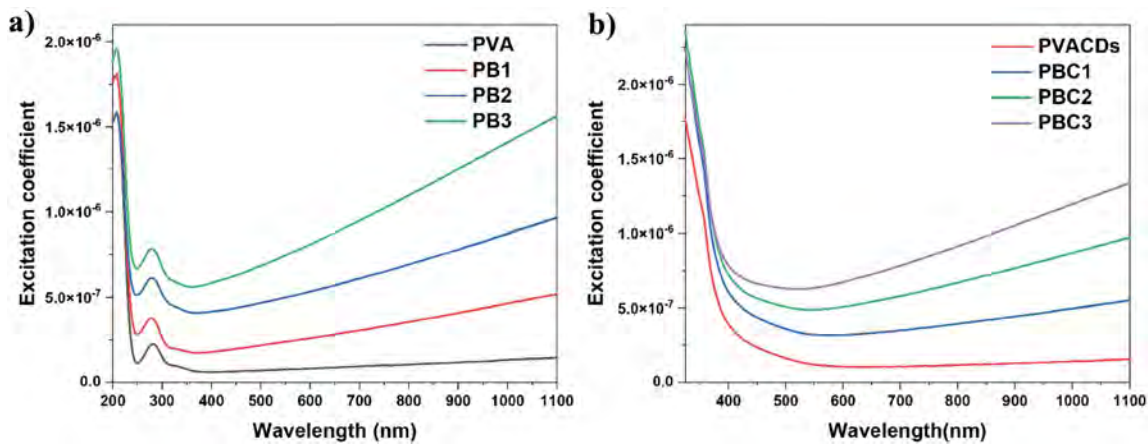 a)
Excitation coefficient
2.0×10⁻⁶
1.5×10⁻⁶
1.0×10⁻⁶
5.0×10⁻⁷
0.0
PVA
PB1
PB2
PB3
200 300 400 500 600 700 800 900 1000 1100
Wavelength (nm)
b)
Excitation coefficient
2.0×10⁻⁶
1.5×10⁻⁶
1.0×10⁻⁶
5.0×10⁻⁷
0.0
PVACDs
PBC1
PBC2
PBC3
400 500 600 700 800 900 1000 1100
Wavelength(nm)